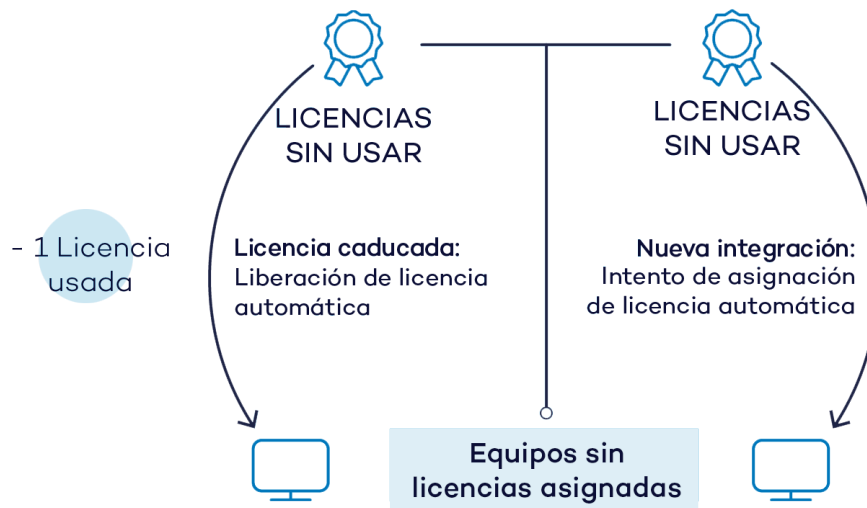 LICENCIAS
SIN USAR
LICENCIAS
SIN USAR
- 1 Licencia
usada
Licencia caducada:
Liberación de licencia
automática
Nueva integración:
Intento de asignación
de licencia automática
Equipos sin
licencias asignadas